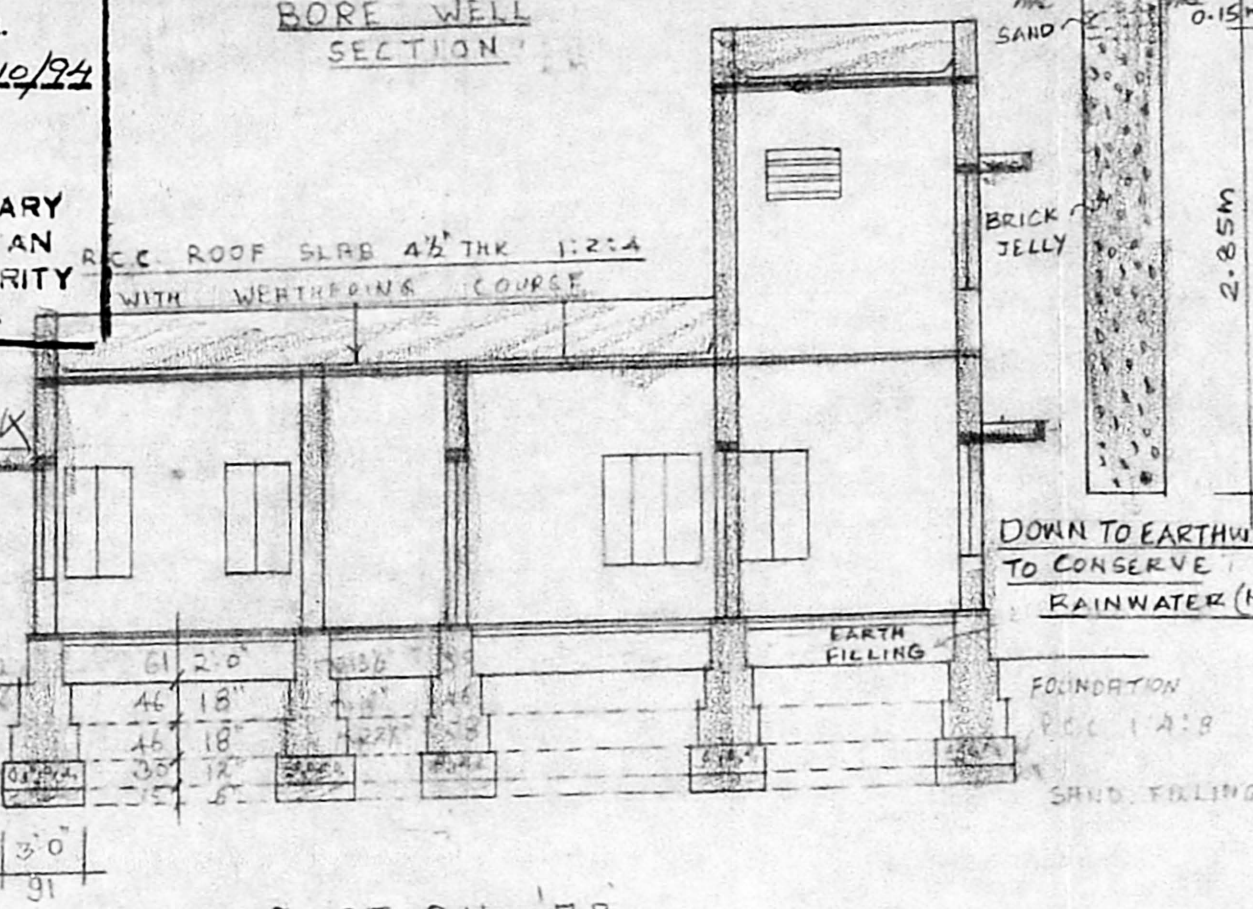 BORE WELL
SECTION
10/94
ARY
AN
RITY
R.C.C. ROOF SLAB 4½" THK 1:2:4
WITH WEATHERING COURSE
SAND
0.15
BRICK
JELLY
2.85M
DOWN TO EARTHW
TO CONSERVE
RAINWATER (
EARTH
FILLING
61 2'-0"
46 18"
46 18"
30 12"
15 6"
FOUNDATION
P.C.C 1:4:8
SAND FILLING
3'-0"
91